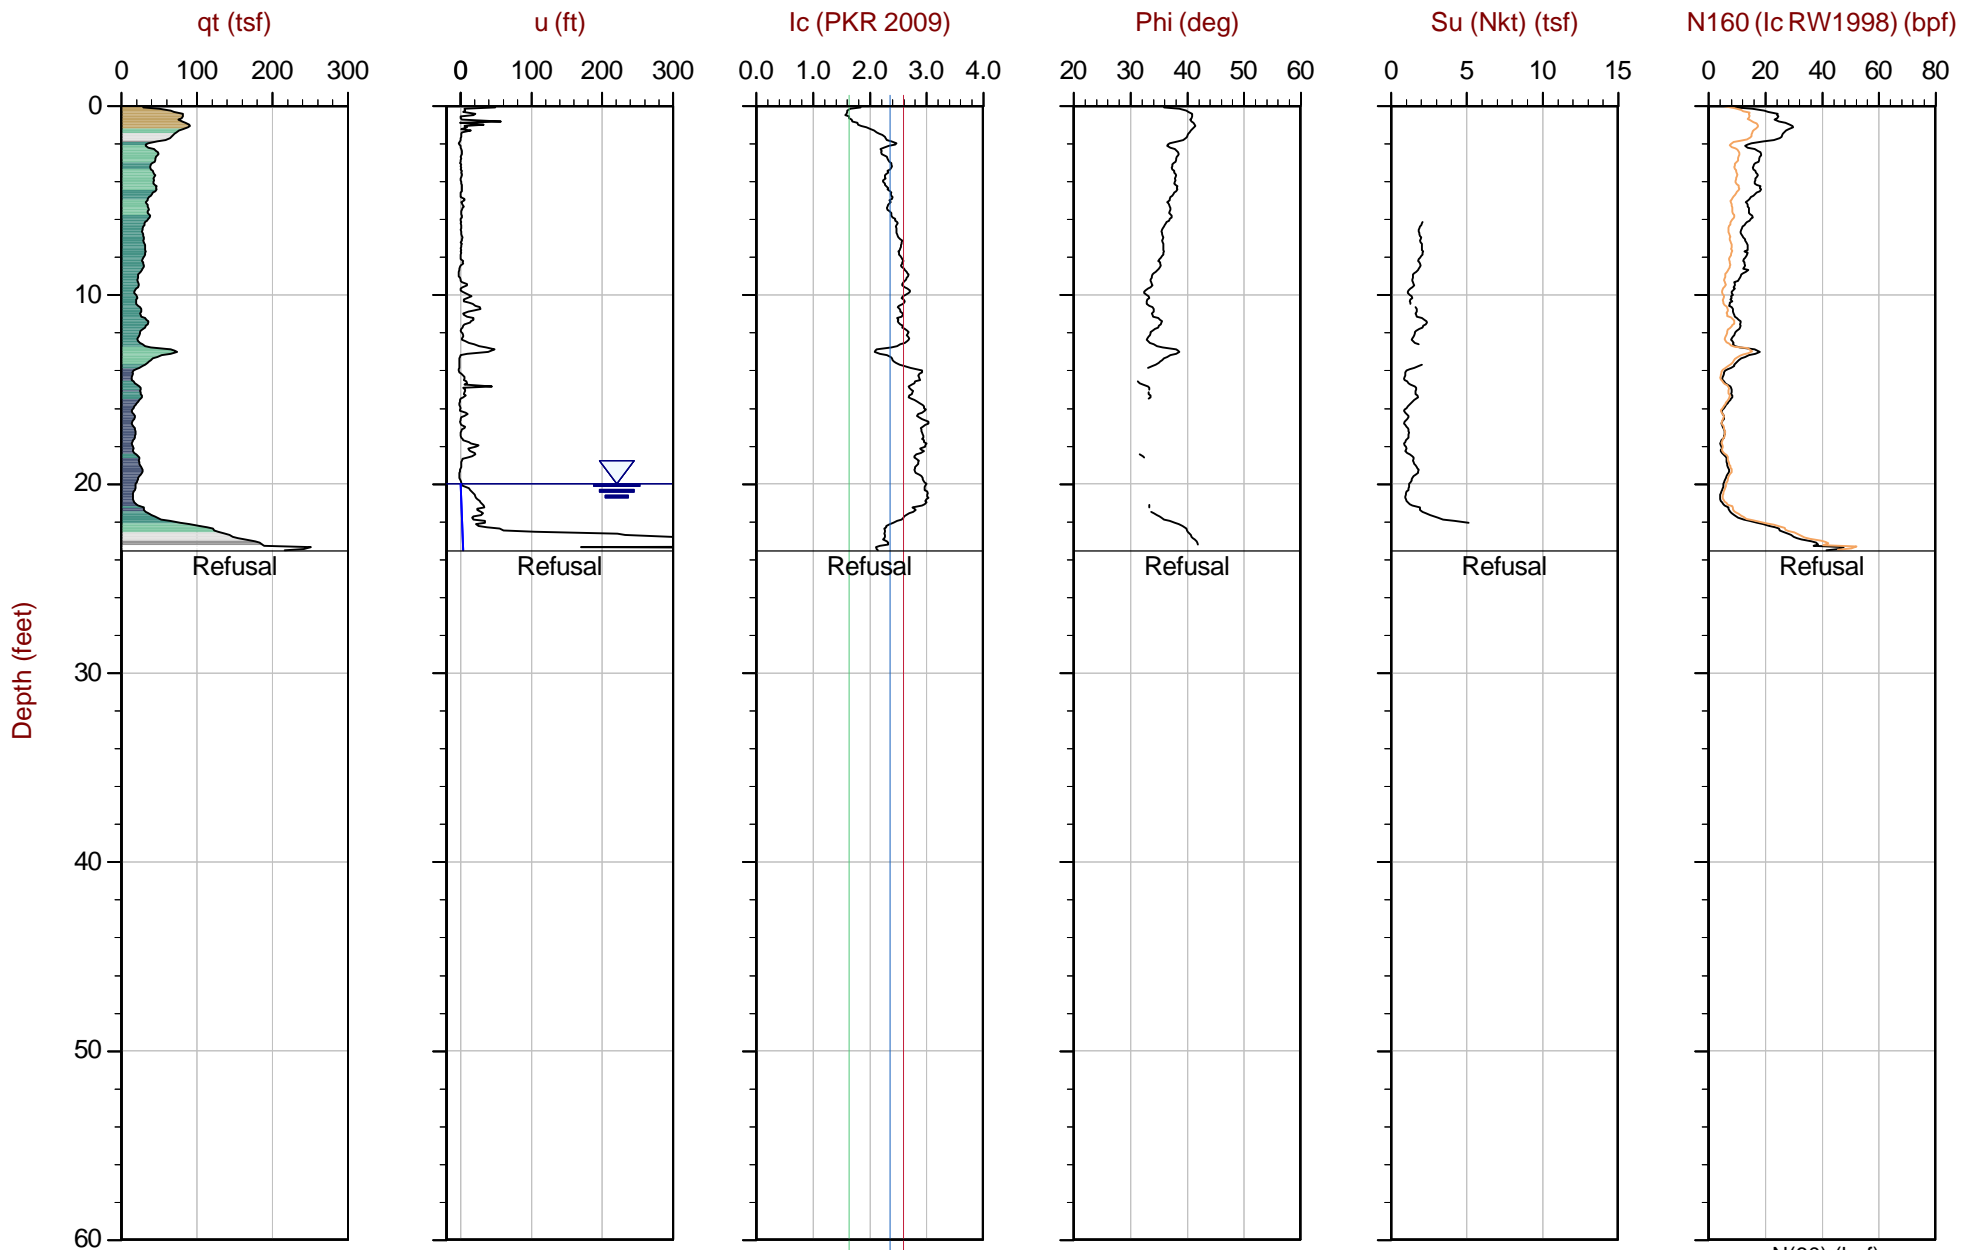 qt (tsf) u (ft) Ic (PKR 2009) Phi (deg) Su (Nkt) (tsf) N160 (Ic RW1998) (bpf)
0 100 200 300 0 100 200 300 0.0 1.0 2.0 3.0 4.0 20 30 40 50 60 0 5 10 15 0 20 40 60 80
0
10
20
Refusal Refusal Refusal Refusal Refusal Refusal
30
Depth (feet)
40
50
60